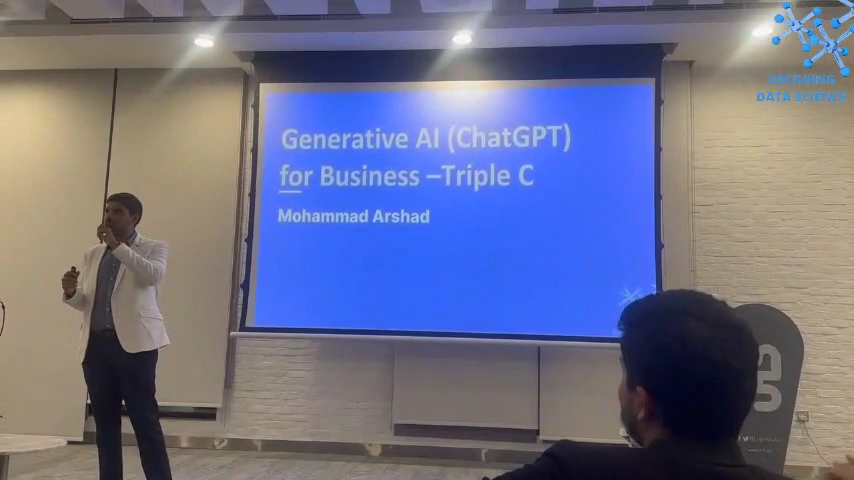 Generative AI (ChatGPT)
for Business –Triple C
Mohammad Arshad
DECODING
DATA SCIENCE